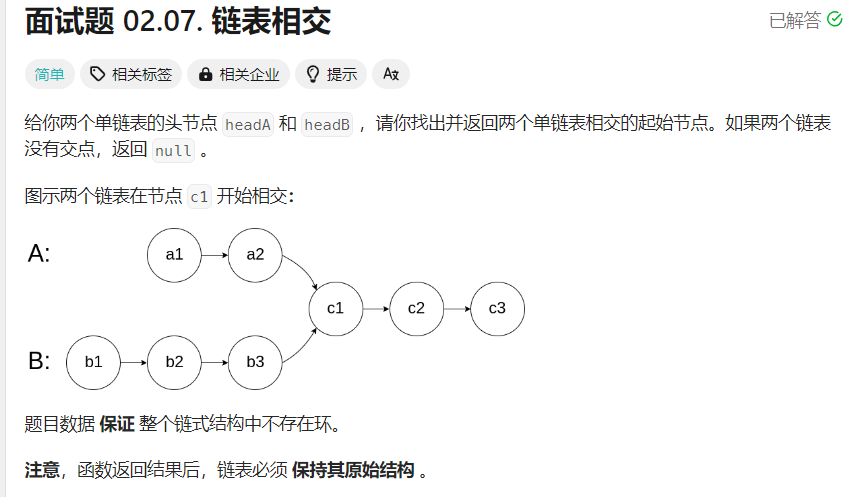 面试题 02.07. 链表相交
已解答
简单 相关标签 相关企业 提示 Aあ
给你两个单链表的头节点 headA 和 headB ，请你找出并返回两个单链表相交的起始节点。如果两个链表
没有交点，返回 null 。
图示两个链表在节点 c1 开始相交：
A: a1 a2
c1 c2 c3
B: b1 b2 b3
题目数据 保证 整个链式结构中不存在环。
注意，函数返回结果后，链表必须 保持其原始结构 。